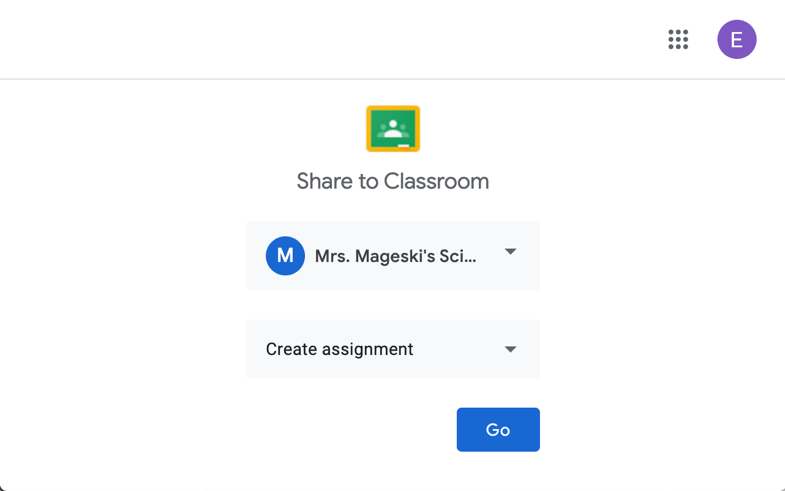 E
Share to Classroom
M Mrs. Mageski's Sci...
Create assignment
Go